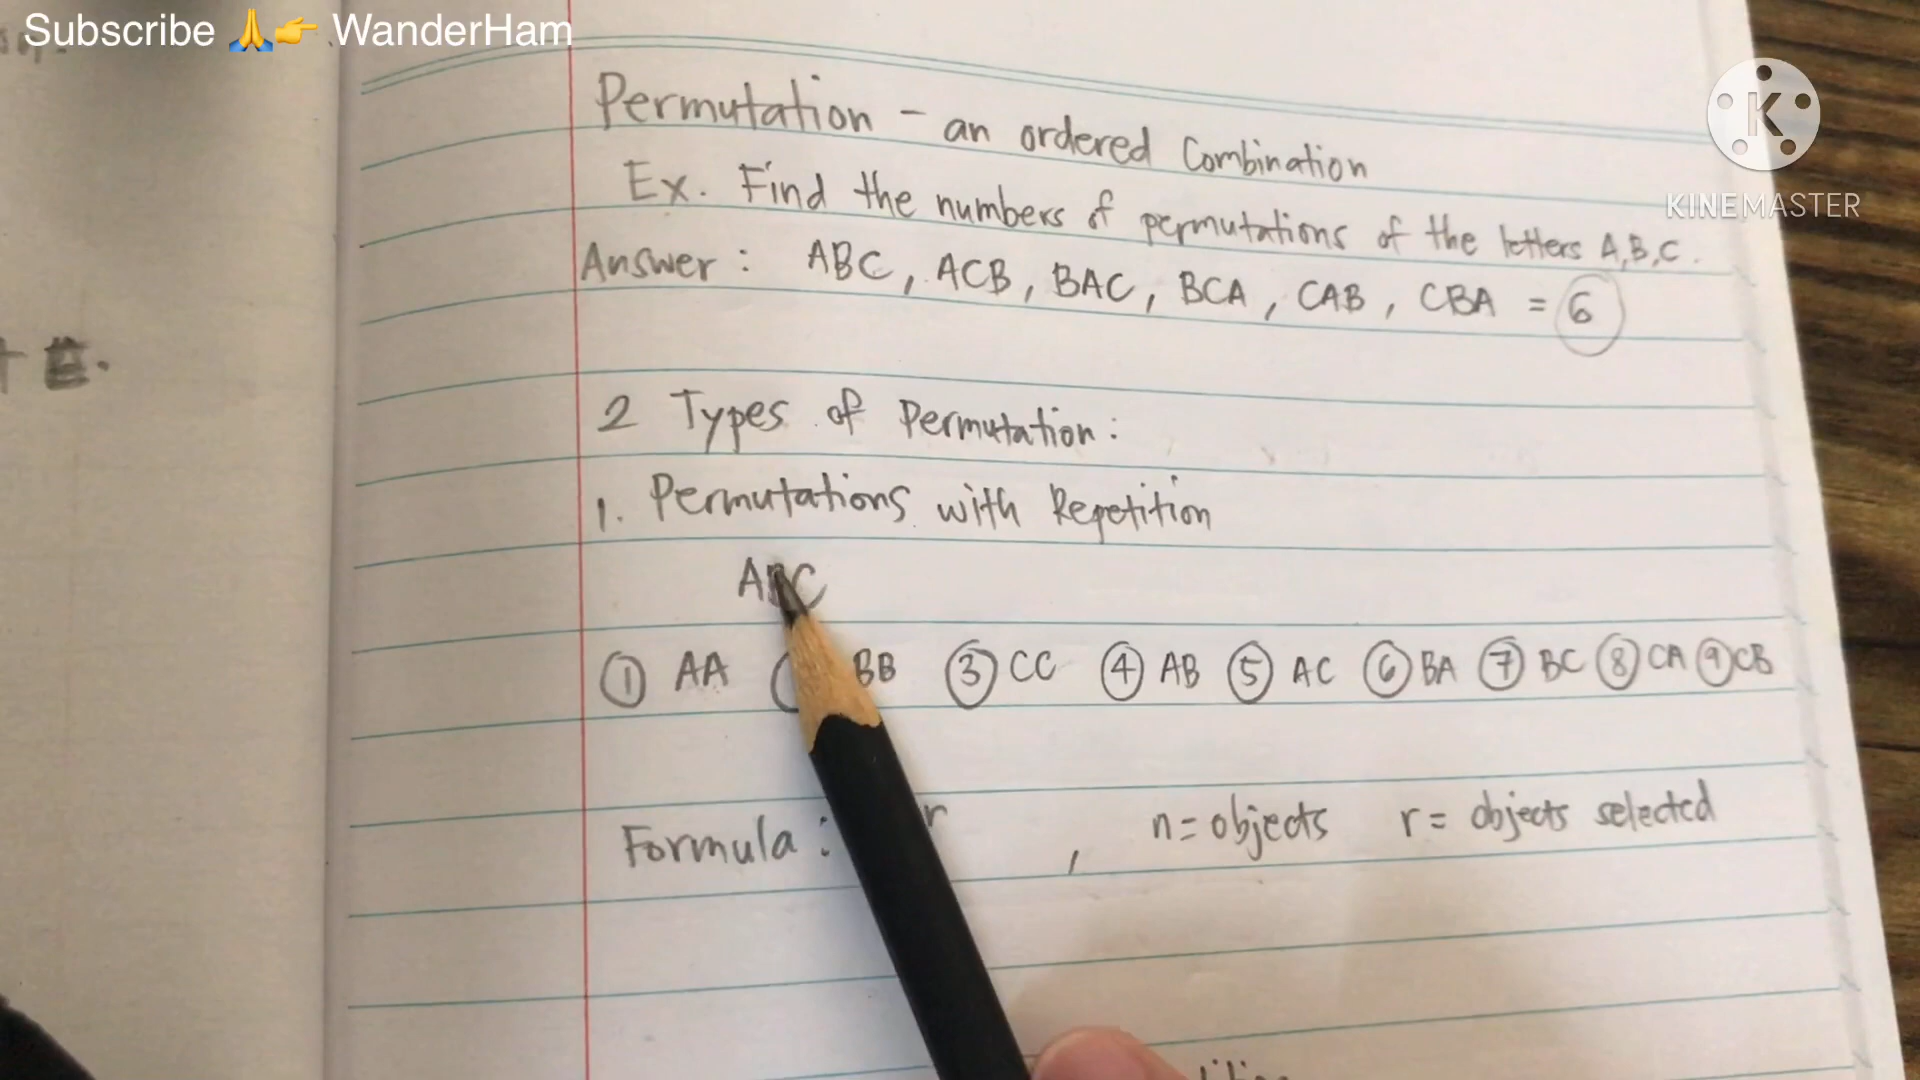 Subscribe 🙏👉 WanderHam
K
KINEMASTER
Permutation - an ordered Combination
Ex. Find the numbers of permutations of the letters A,B,C.
Answer: ABC, ACB, BAC, BCA, CAB, CBA = 6
2 Types of Permutation:
1. Permutations with Repetition
ABC
① AA BB ③ CC ④ AB ⑤ AC ⑥ BA ⑦ BC ⑧ CA ⑨ CB
Formula: r , n = objects r = objects selected